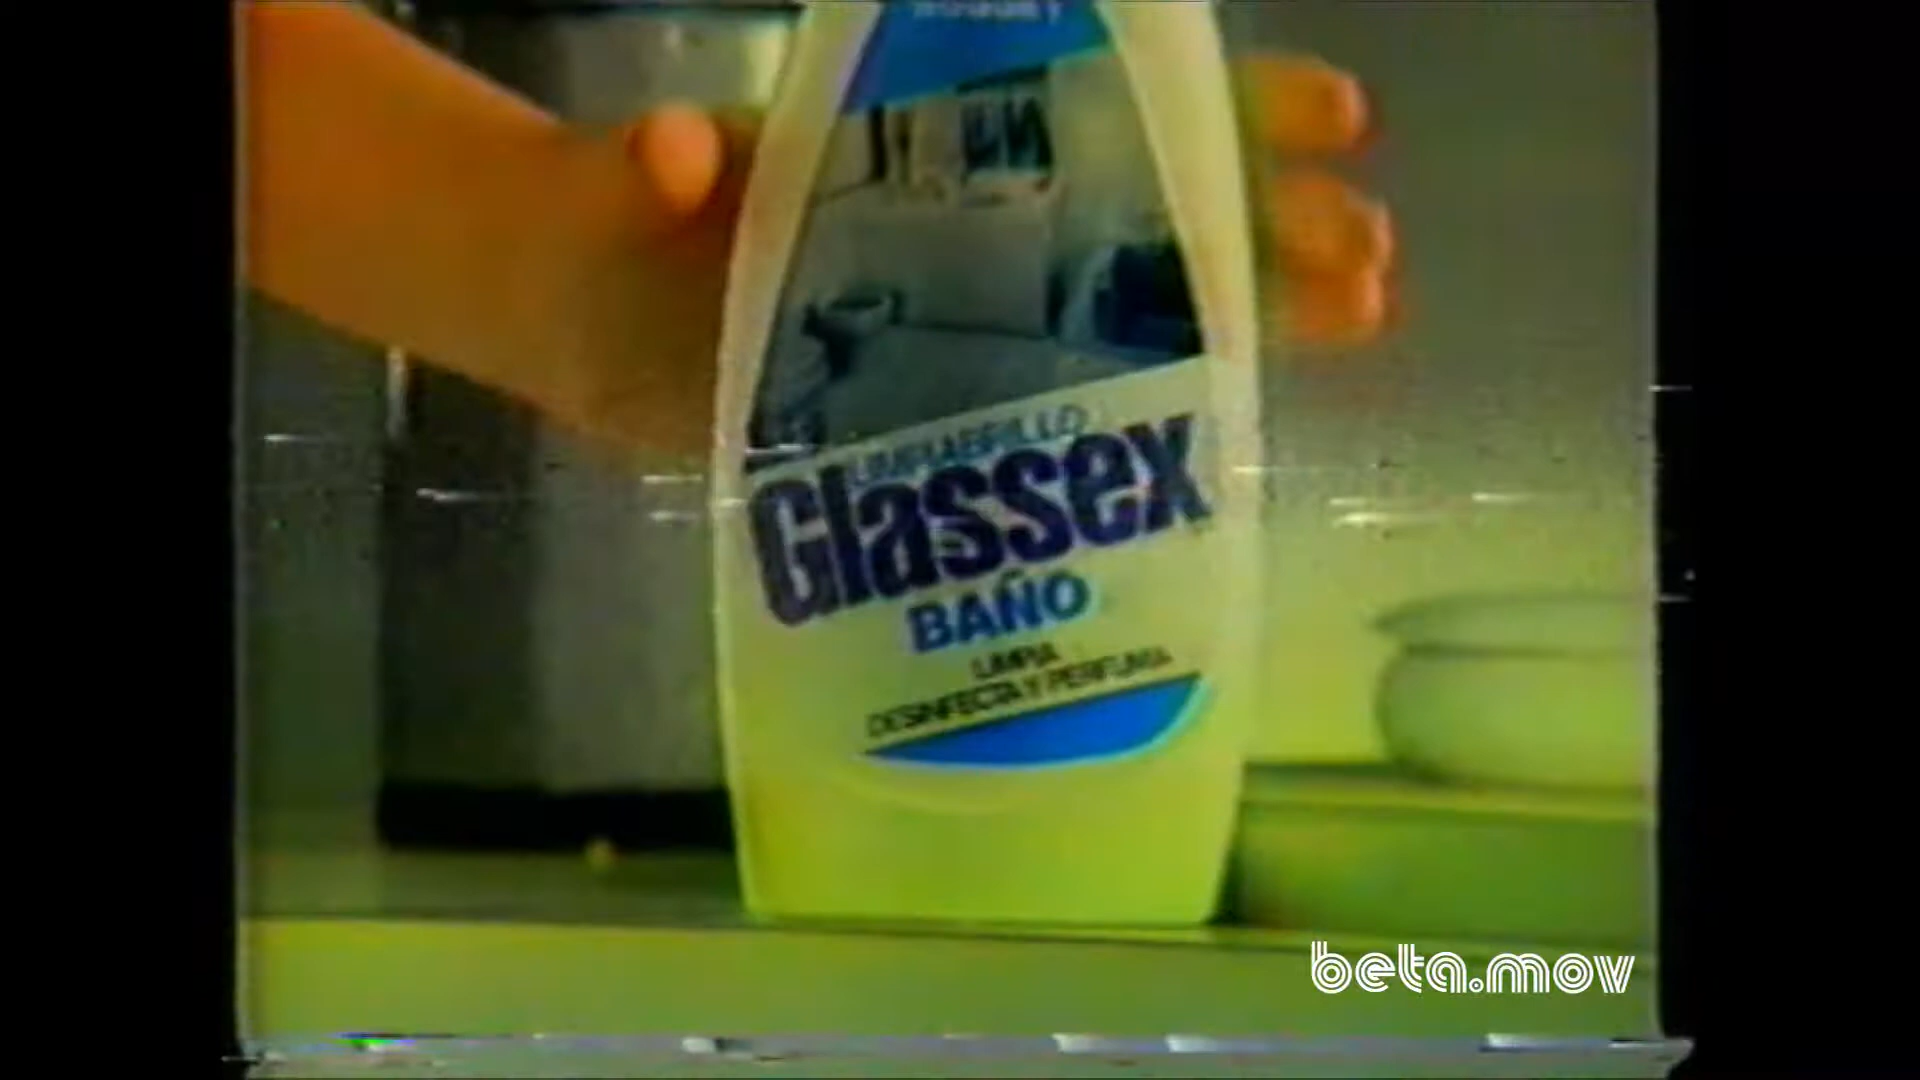 LIMPIABRILLO
Glassex
BAÑO
LIMPIA
DESINFECTA Y PERFUMA
beta.mov